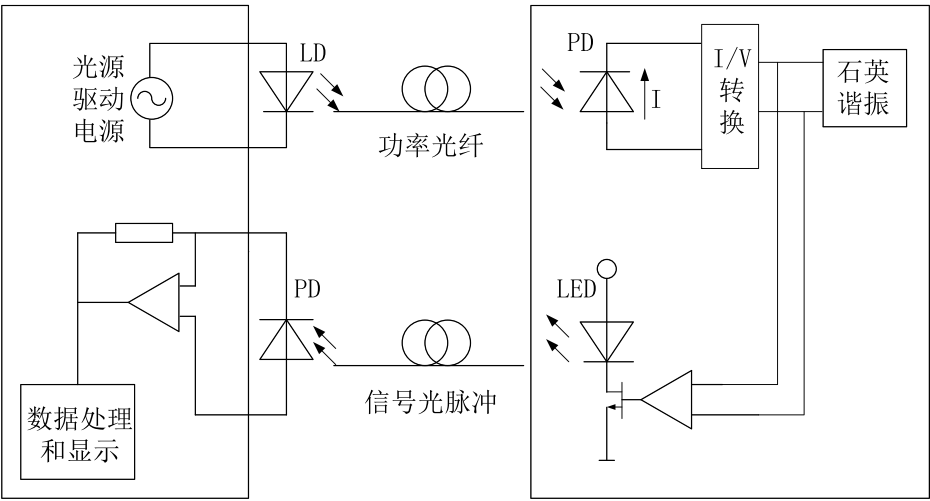 光源
驱动
电源
LD
功率光纤
PD
I
I/V
转
换
石英
谐振
PD
信号光脉冲
LED
数据处理
和显示